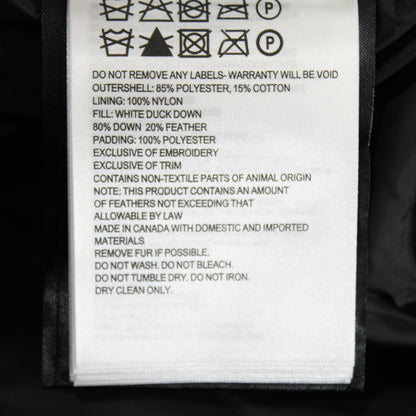 DO NOT REMOVE ANY LABELS- WARRANTY WILL BE VOID
OUTERSHELL: 85% POLYESTER, 15% COTTON
LINING: 100% NYLON
FILL: WHITE DUCK DOWN
80% DOWN 20% FEATHER
PADDING: 100% POLYESTER
EXCLUSIVE OF EMBROIDERY
EXCLUSIVE OF TRIM
CONTAINS NON-TEXTILE PARTS OF ANIMAL ORIGIN
NOTE: THIS PRODUCT CONTAINS AN AMOUNT
OF FEATHERS NOT EXCEEDING THAT
ALLOWABLE BY LAW
MADE IN CANADA WITH DOMESTIC AND IMPORTED
MATERIALS
REMOVE FUR IF POSSIBLE.
DO NOT WASH. DO NOT BLEACH.
DO NOT TUMBLE DRY. DO NOT IRON.
DRY CLEAN ONLY.